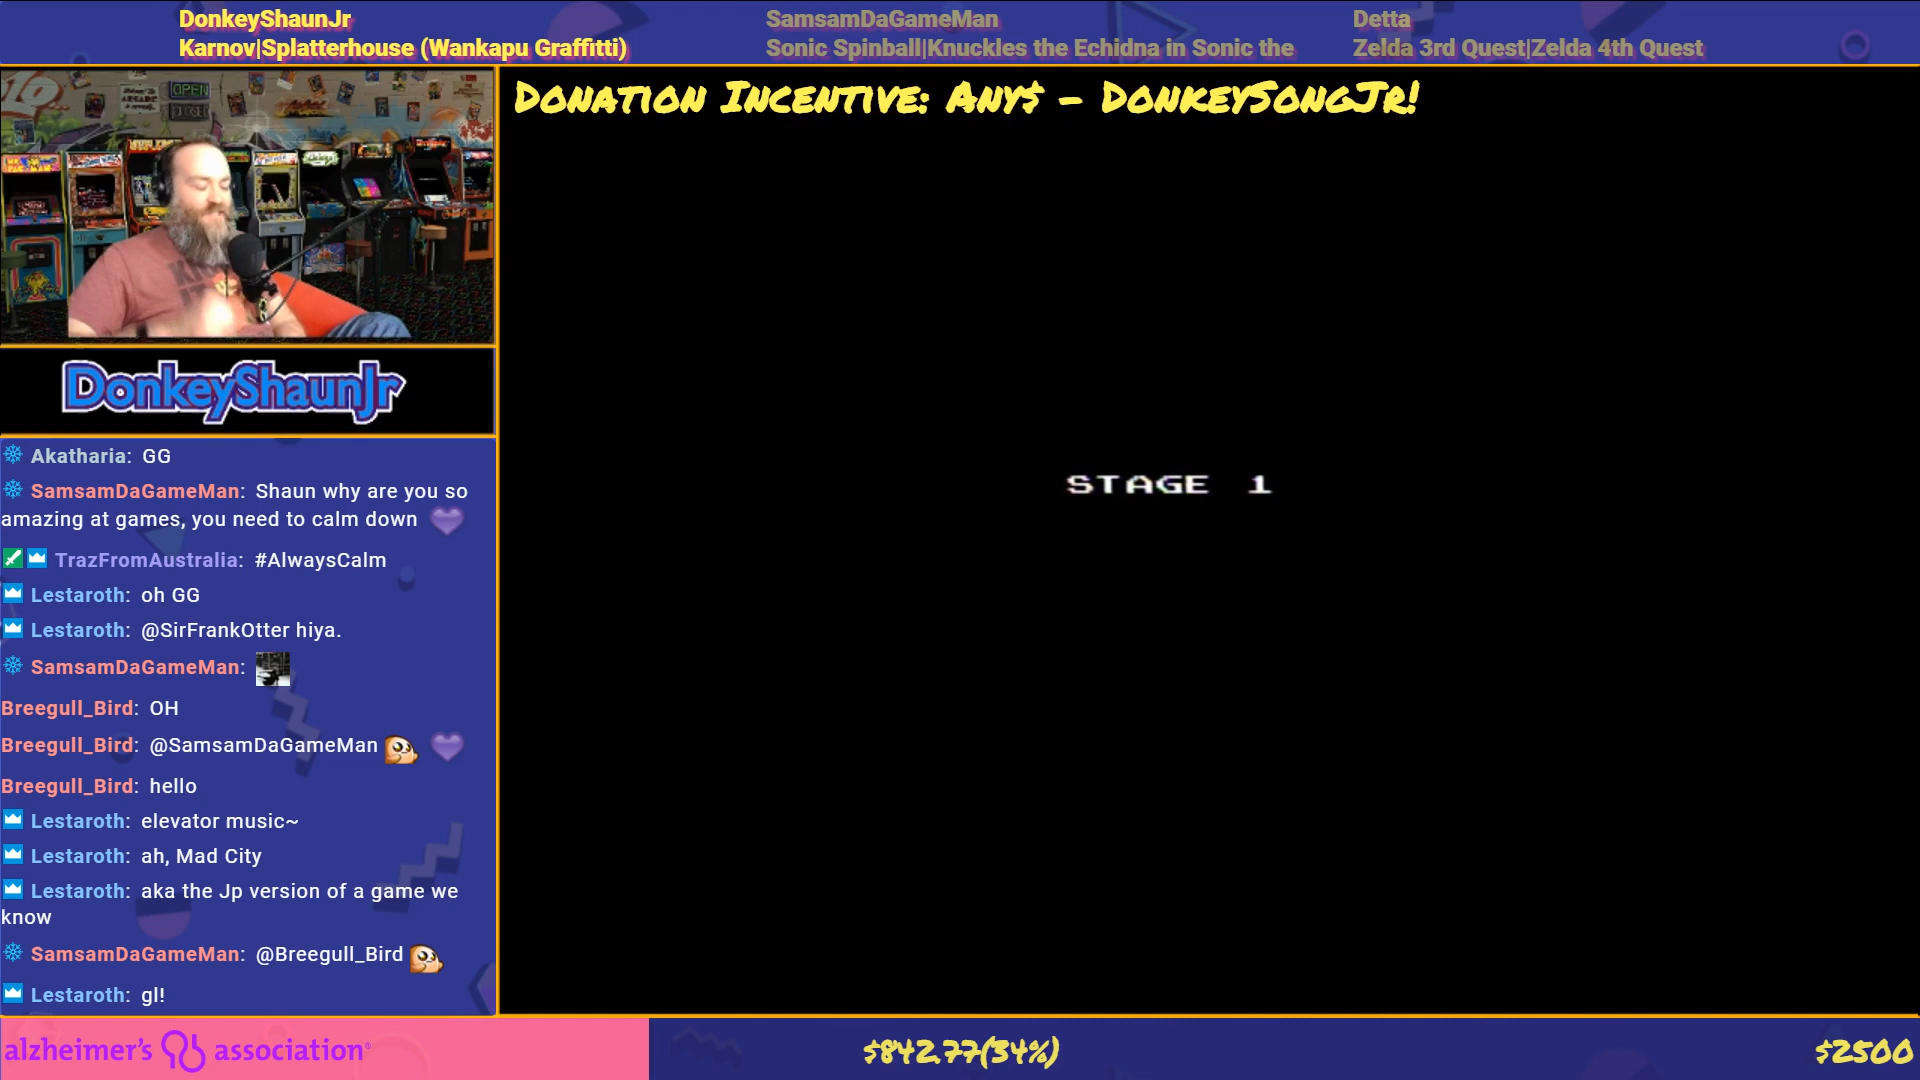 DonkeyShaunJr
Karnov|Splatterhouse (Wankapu Graffitti)
SamsamDaGameMan
Sonic Spinball|Knuckles the Echidna in Sonic the
Detta
Zelda 3rd Quest|Zelda 4th Quest
Donation Incentive: Any$ - DonkeySongJr!
OPEN
DonkeyShaunJr
STAGE 1
Akatharia: GG
SamsamDaGameMan: Shaun why are you so
amazing at games, you need to calm down
TrazFromAustralia: #AlwaysCalm
Lestaroth: oh GG
Lestaroth: @SirFrankOtter hiya.
SamsamDaGameMan:
Breegull_Bird: OH
Breegull_Bird: @SamsamDaGameMan
Breegull_Bird: hello
Lestaroth: elevator music~
Lestaroth: ah, Mad City
Lestaroth: aka the Jp version of a game we
know
SamsamDaGameMan: @Breegull_Bird
Lestaroth: gl!
alzheimer's association®
$842.77(34%)
$2500